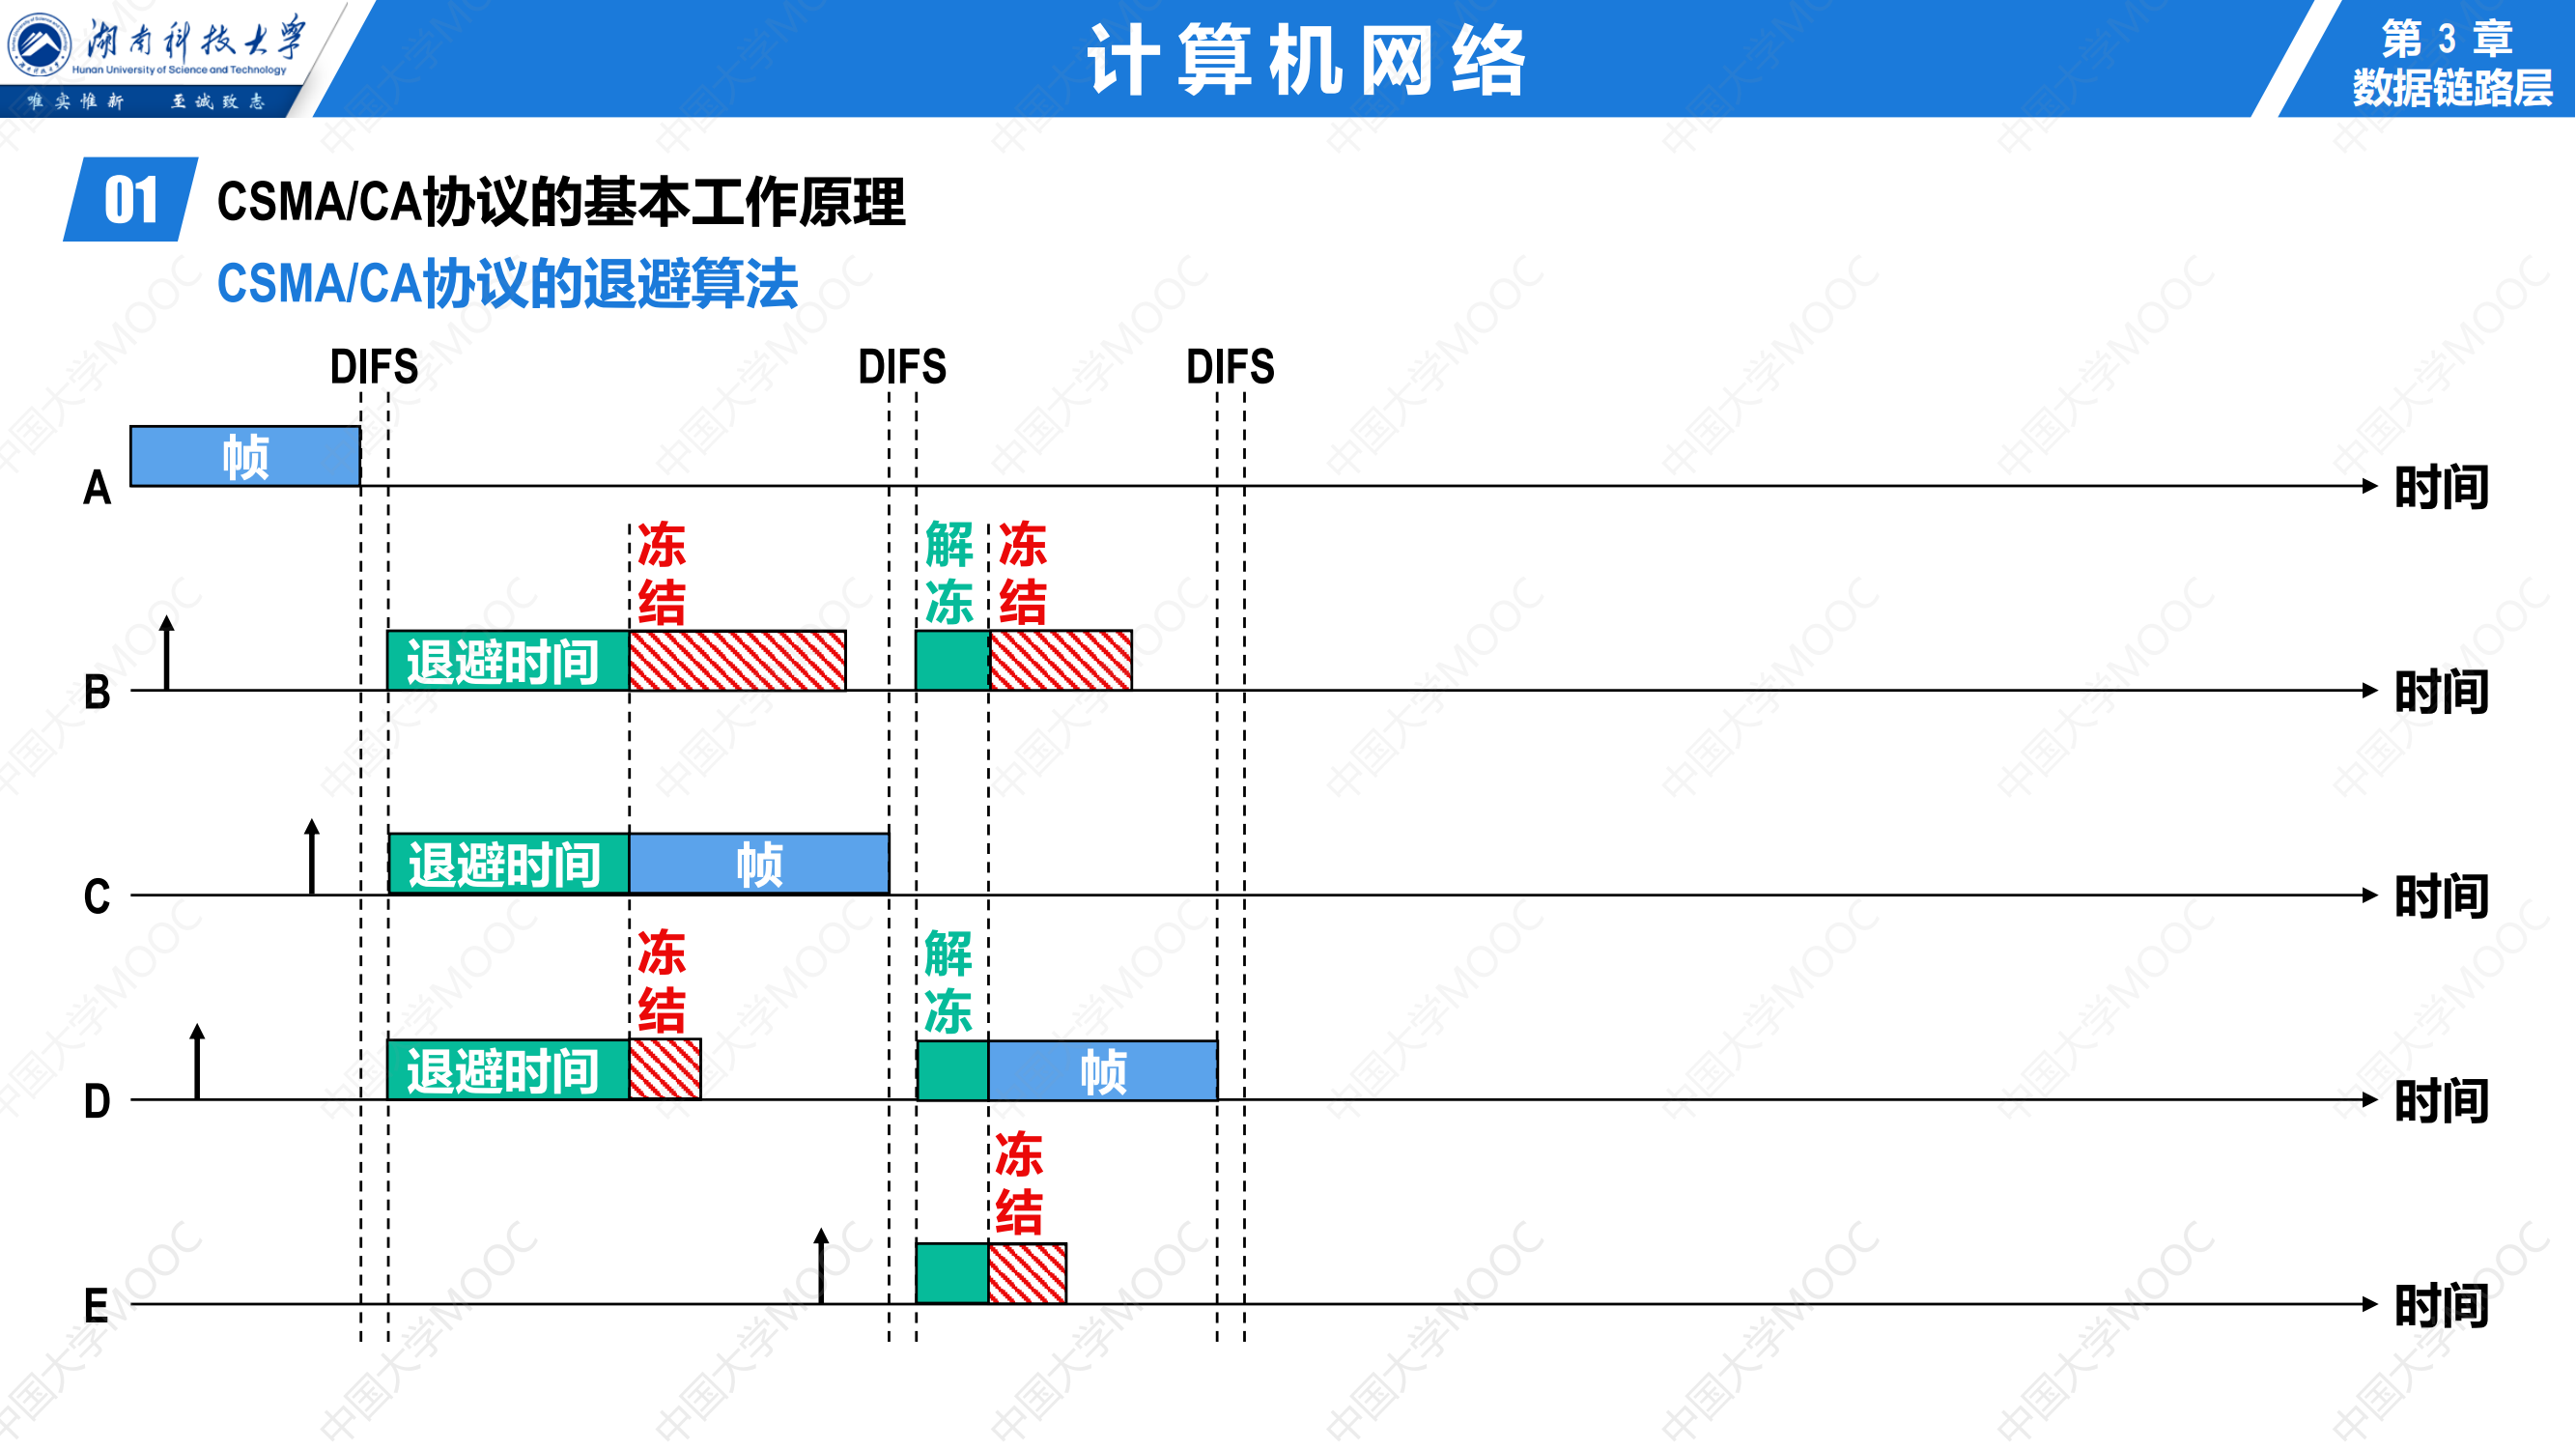 湖南科技大学
Hunan University of Science and Technology
唯实惟新 至诚致志
计算机网络
第 3 章
数据链路层
01
CSMA/CA协议的基本工作原理
CSMA/CA协议的退避算法
DIFS DIFS DIFS
帧
A 时间
冻结 解冻 冻结
退避时间
B 时间
退避时间 帧
C 时间
冻结 解冻
退避时间 帧
D 时间
冻结
E 时间
中国大学MOOC